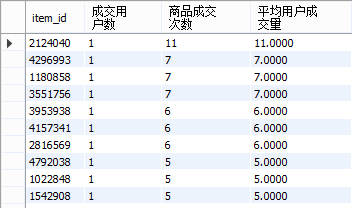 item_id 成交用户数 商品成交次数 平均用户成交量
2124040 1 11 11.0000
4296993 1 7 7.0000
1180858 1 7 7.0000
3551756 1 7 7.0000
3953938 1 6 6.0000
4157341 1 6 6.0000
2816569 1 6 6.0000
4792038 1 5 5.0000
1022848 1 5 5.0000
1542908 1 5 5.0000